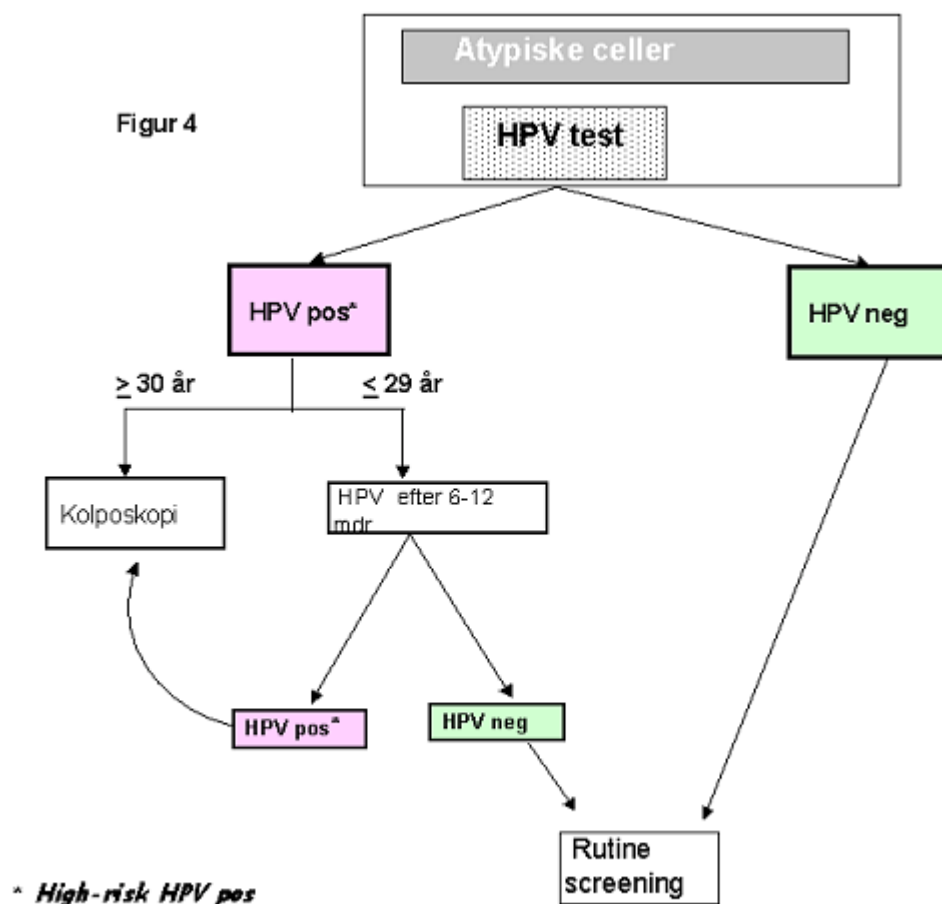 Atypiske celler
Figur 4
HPV test
HPV pos*
HPV neg
≥ 30 år
≤ 29 år
Kolposkopi
HPV efter 6-12
mdr
HPV pos*
HPV neg
Rutine
screening
* High-risk HPV pos